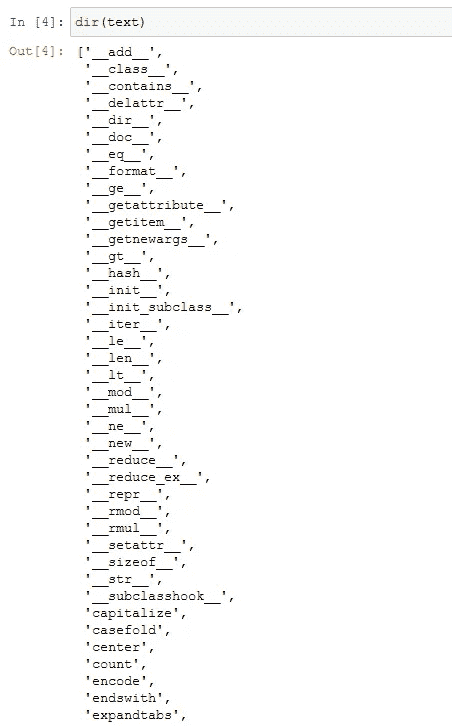 In [4]: dir(text)
Out[4]: ['__add__',
'__class__',
'__contains__',
'__delattr__',
'__dir__',
'__doc__',
'__eq__',
'__format__',
'__ge__',
'__getattribute__',
'__getitem__',
'__getnewargs__',
'__gt__',
'__hash__',
'__init__',
'__init_subclass__',
'__iter__',
'__le__',
'__len__',
'__lt__',
'__mod__',
'__mul__',
'__ne__',
'__new__',
'__reduce__',
'__reduce_ex__',
'__repr__',
'__rmod__',
'__rmul__',
'__setattr__',
'__sizeof__',
'__str__',
'__subclasshook__',
'capitalize',
'casefold',
'center',
'count',
'encode',
'endswith',
'expandtabs',